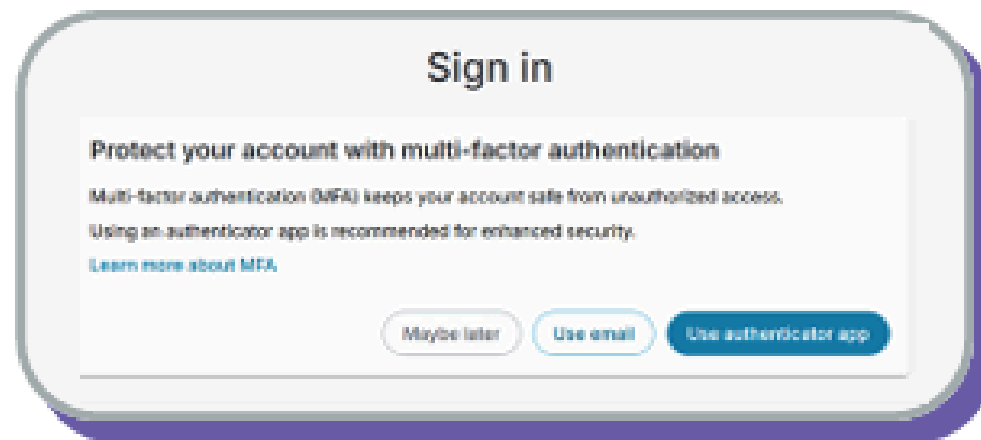 Sign in
Protect your account with multi-factor authentication
Multi-factor authentication (MFA) keeps your account safe from unauthorized access.
Using an authenticator app is recommended for enhanced security.
Learn more about MFA
Maybe later Use email Use authenticator app